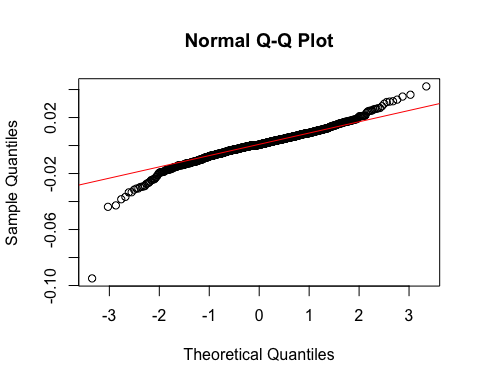 Normal Q-Q Plot
Sample Quantiles
0.02
-0.02
-0.06
-0.10
-3 -2 -1 0 1 2 3
Theoretical Quantiles